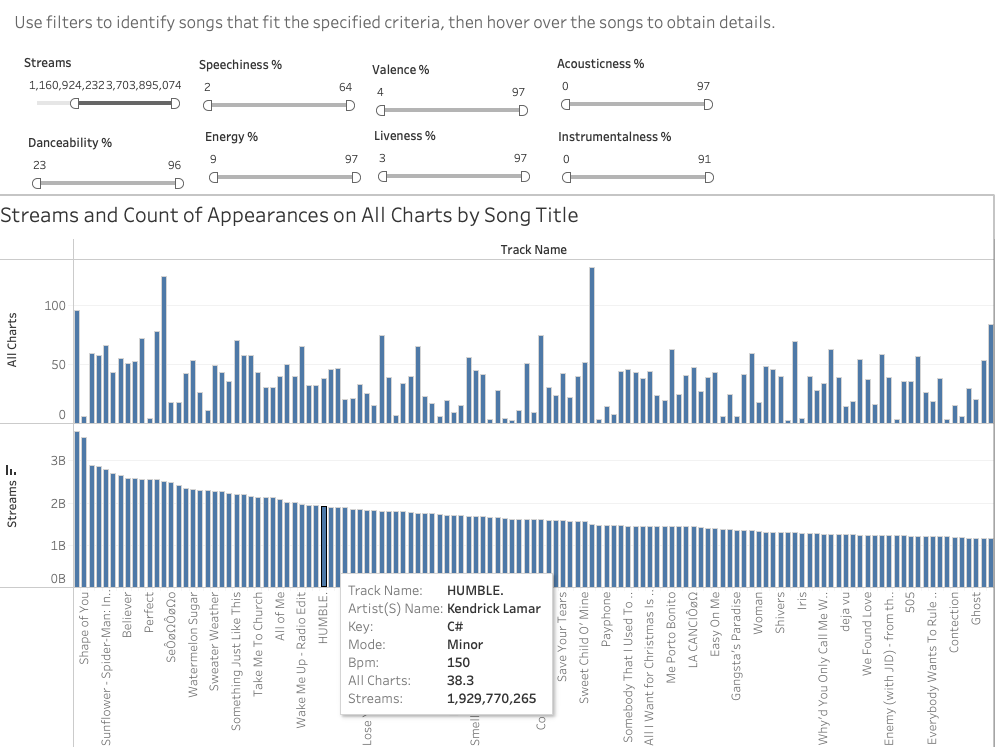 Use filters to identify songs that fit the specified criteria, then hover over the songs to obtain details.
Streams
1,160,924,232 3,703,895,074
Speechiness %
2 64
Valence %
4 97
Acousticness %
0 97
Danceability %
23 96
Energy %
9 97
Liveness %
3 97
Instrumentalness %
0 91
Streams and Count of Appearances on All Charts by Song Title
Track Name
All Charts
100
50
0
Streams
3B
2B
1B
0B
Shape of You
Sunflower - Spider-Man: In..
Believer
Perfect
SeÔøΩÔøΩo
Watermelon Sugar
Sweater Weather
Something Just Like This
Take Me To Church
All of Me
Wake Me Up - Radio Edit
HUMBLE.
Lose
Smell
Co
Save Your Tears
Sweet Child O' Mine
Payphone
Somebody That I Used To ..
All I Want for Christmas Is ..
Me Porto Bonito
LA CANCIÔøΩ
Easy On Me
Gangsta's Paradise
Woman
Shivers
Iris
Why'd You Only Call Me W..
deja vu
We Found Love
Enemy (with JID) - from th..
505
Everybody Wants To Rule ..
Contection
Ghost
Track Name: HUMBLE.
Artist(S) Name: Kendrick Lamar
Key: C#
Mode: Minor
Bpm: 150
All Charts: 38.3
Streams: 1,929,770,265